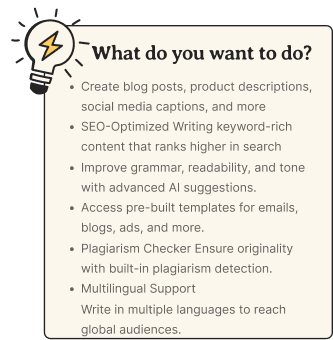 What do you want to do?
• Create blog posts, product descriptions,
social media captions, and more
• SEO-Optimized Writing keyword-rich
content that ranks higher in search
• Improve grammar, readability, and tone
with advanced AI suggestions.
• Access pre-built templates for emails,
blogs, ads, and more.
• Plagiarism Checker Ensure originality
with built-in plagiarism detection.
• Multilingual Support
Write in multiple languages to reach
global audiences.